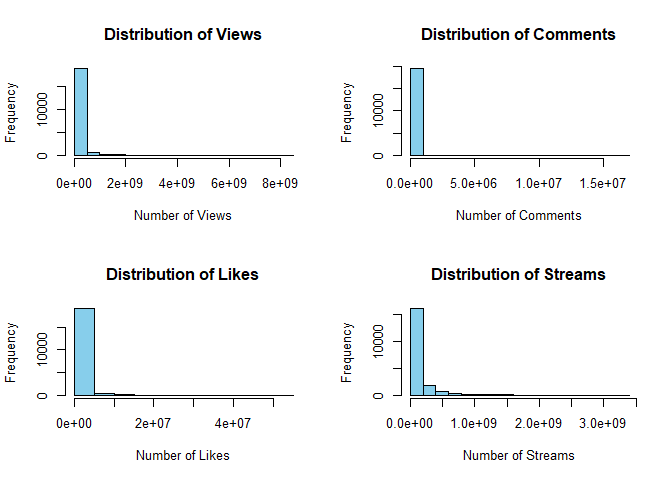 Distribution of Views
Frequency
10000
0
0e+00 2e+09 4e+09 6e+09 8e+09
Number of Views
Distribution of Comments
Frequency
10000
0
0.0e+00 5.0e+06 1.0e+07 1.5e+07
Number of Comments
Distribution of Likes
Frequency
10000
0
0e+00 2e+07 4e+07
Number of Likes
Distribution of Streams
Frequency
10000
0
0.0e+00 1.0e+09 2.0e+09 3.0e+09
Number of Streams